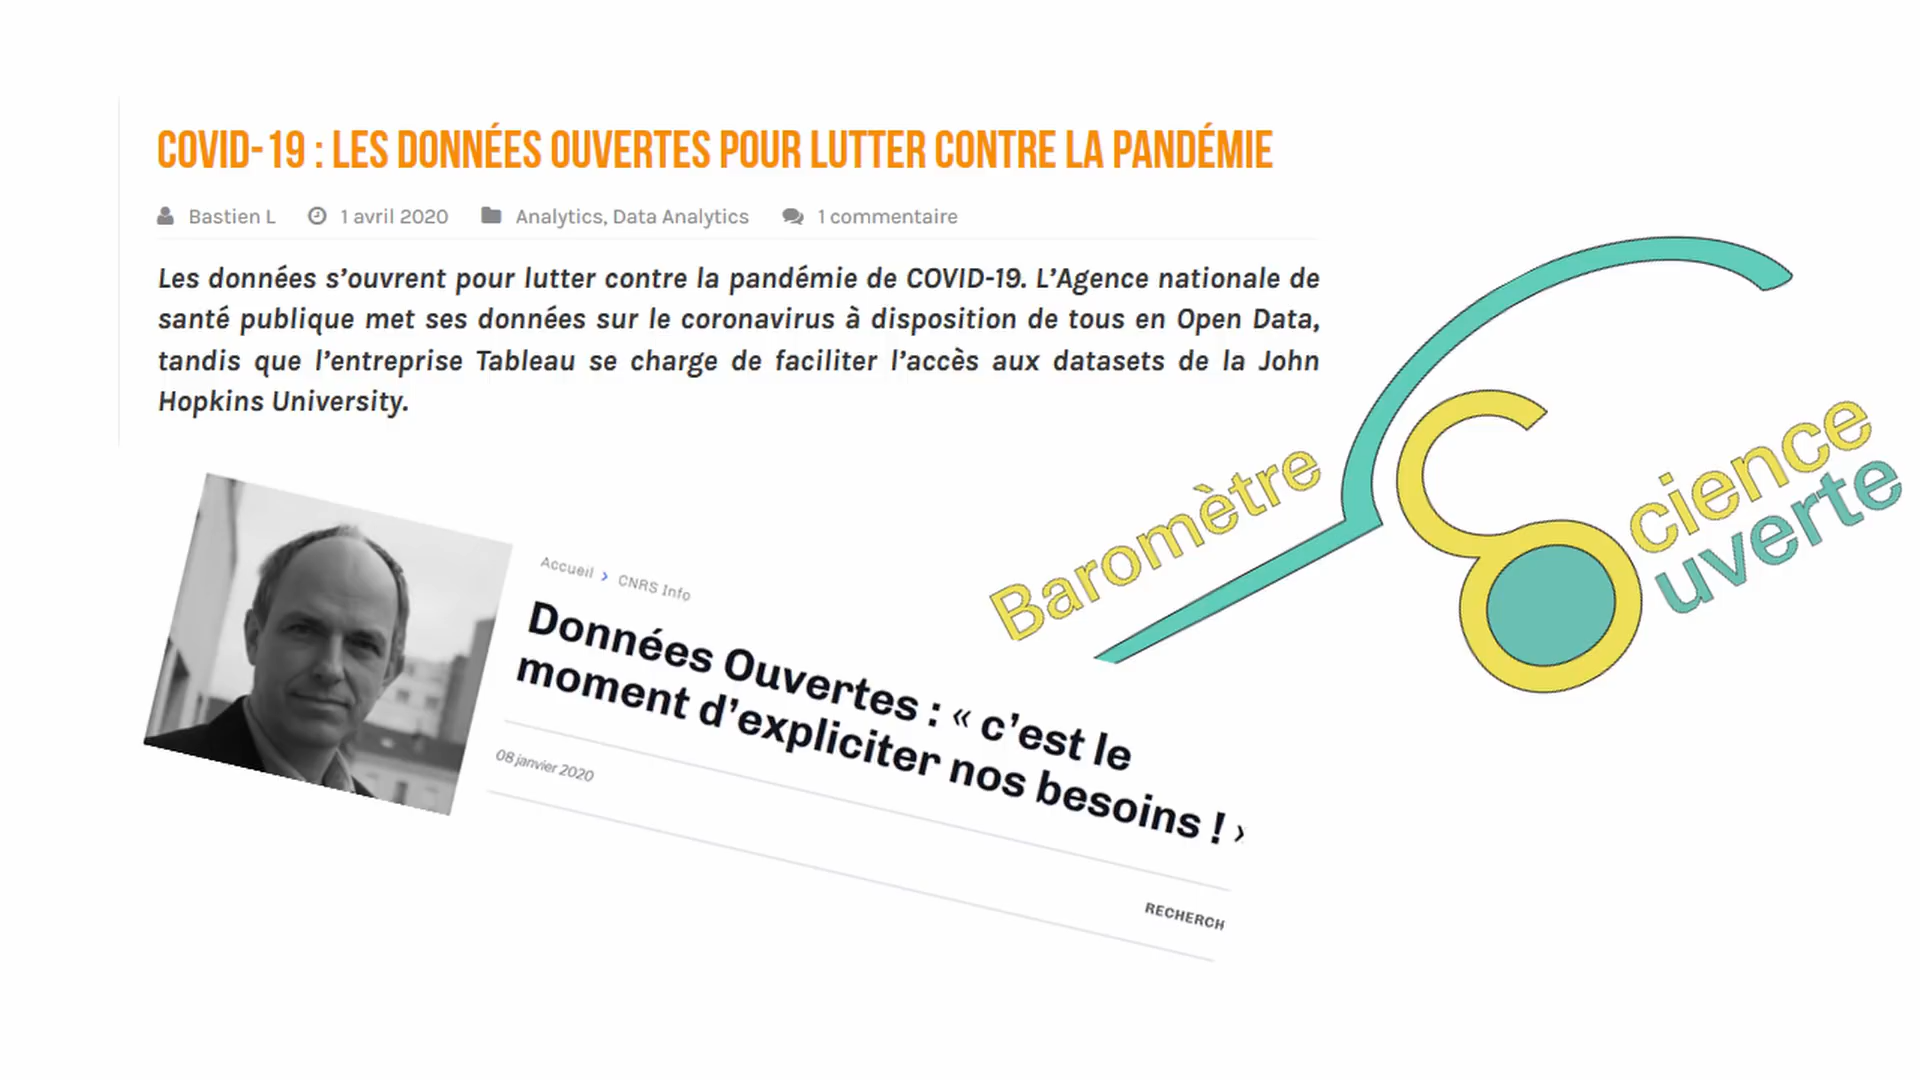 COVID-19 : LES DONNÉES OUVERTES POUR LUTTER CONTRE LA PANDÉMIE
Bastien L 1 avril 2020 Analytics, Data Analytics 1 commentaire
Les données s’ouvrent pour lutter contre la pandémie de COVID-19. L’Agence nationale de
santé publique met ses données sur le coronavirus à disposition de tous en Open Data,
tandis que l’entreprise Tableau se charge de faciliter l’accès aux datasets de la John
Hopkins University.
Baromètre
Science
Ouverte
Accueil › CNRS Info
Données Ouvertes : « c’est le
moment d’expliciter nos besoins ! ›
08 janvier 2020
RECHERCH